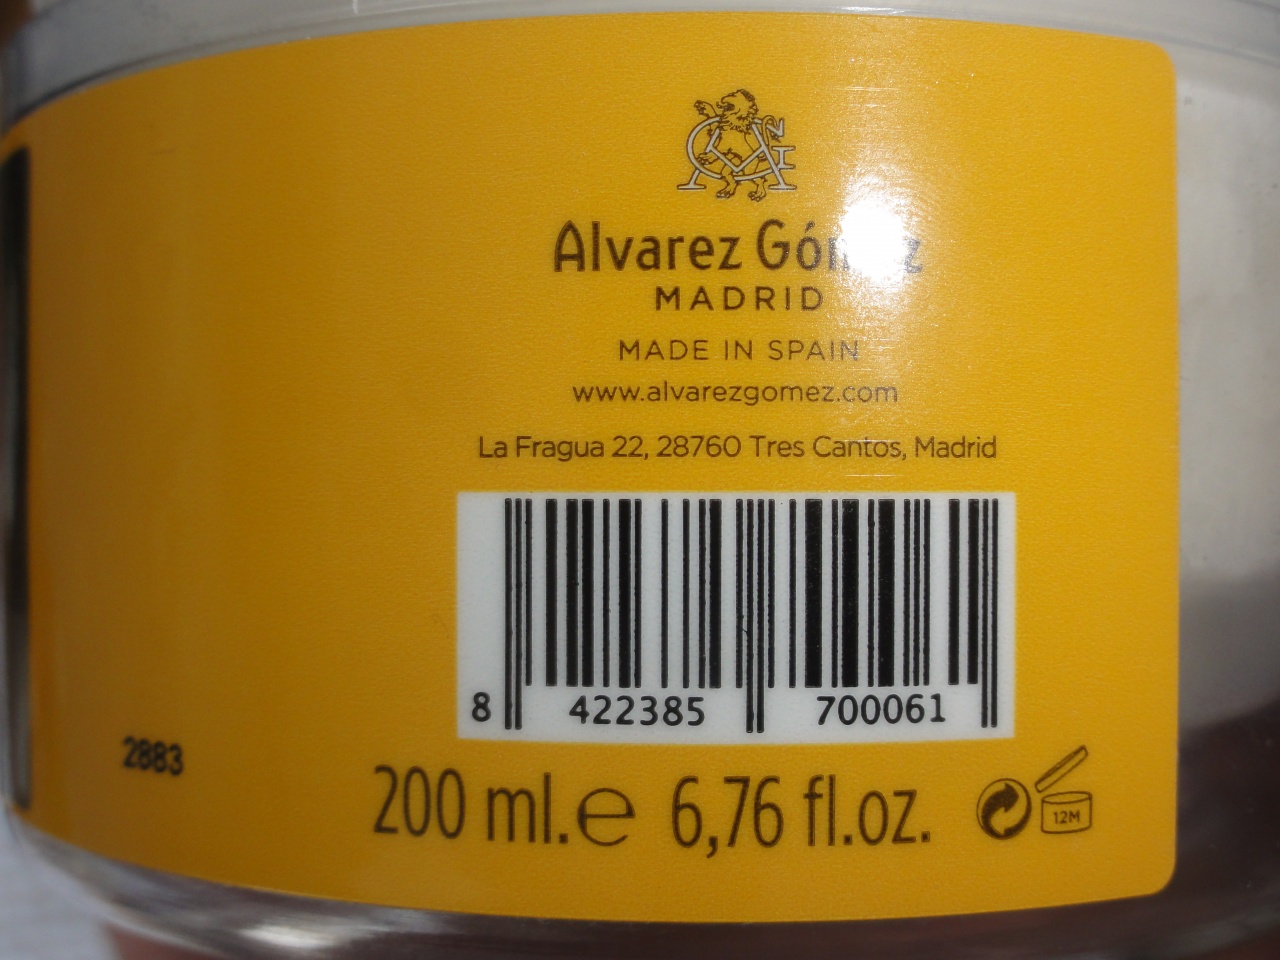 Alvarez Gómez
MADRID
MADE IN SPAIN
www.alvarezgomez.com
La Fragua 22, 28760 Tres Cantos, Madrid
8 422385 700061
2883
200 ml.e 6,76 fl.oz.
12M